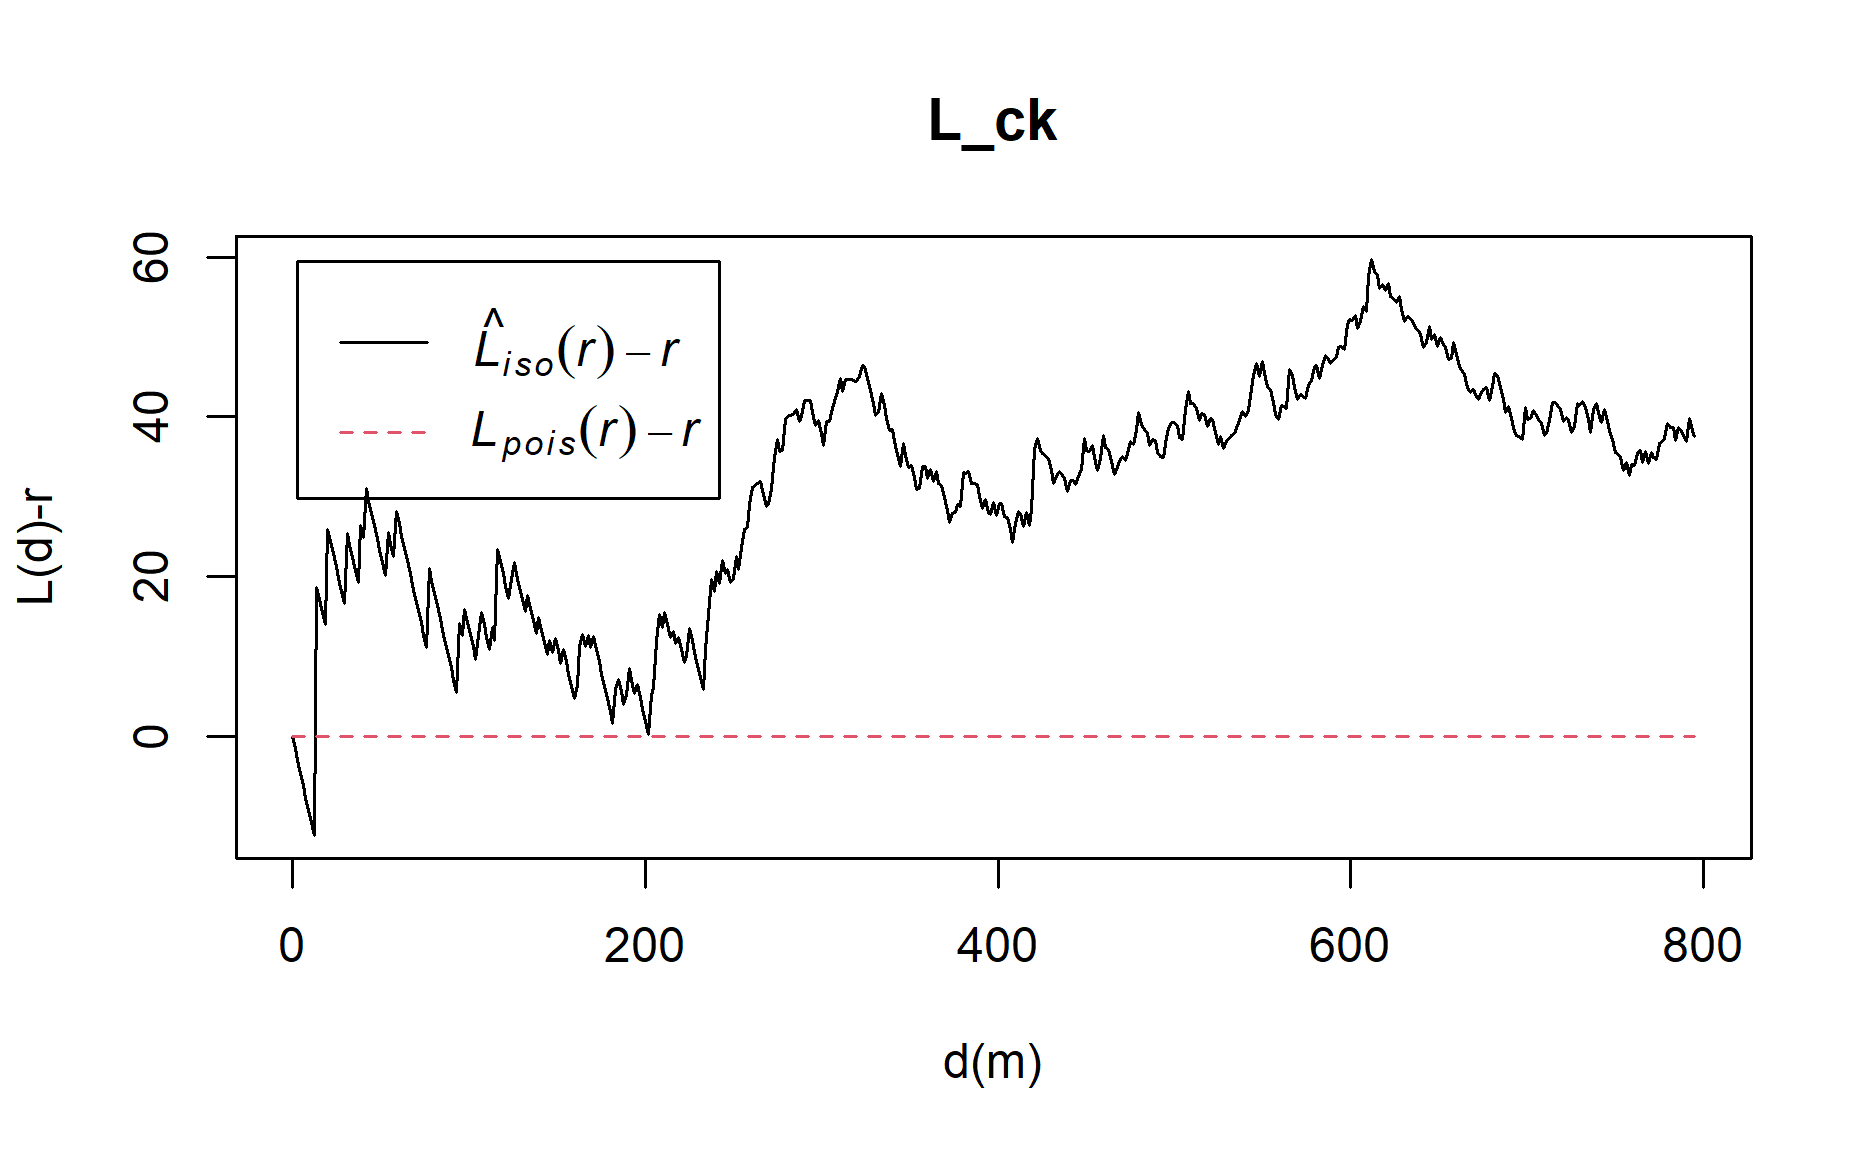 L_ck
L(d)-r
60
40
20
0
L̂iso(r) – r
Lpois(r) – r
0 200 400 600 800
d(m)